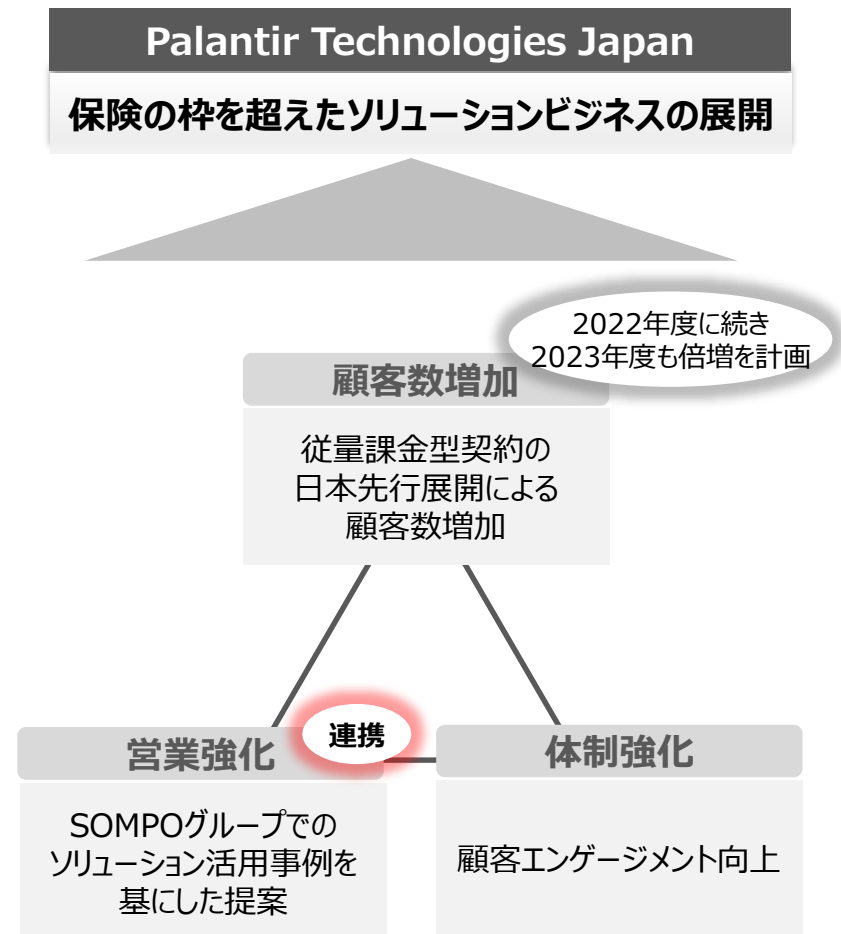 Palantir Technologies Japan
保険の枠を超えたソリューションビジネスの展開
2022年度に続き
2023年度も倍増を計画
顧客数増加
従量課金型契約の
日本先行展開による
顧客数増加
連携
営業強化
SOMPOグループでの
ソリューション活用事例を
基にした提案
体制強化
顧客エンゲージメント向上